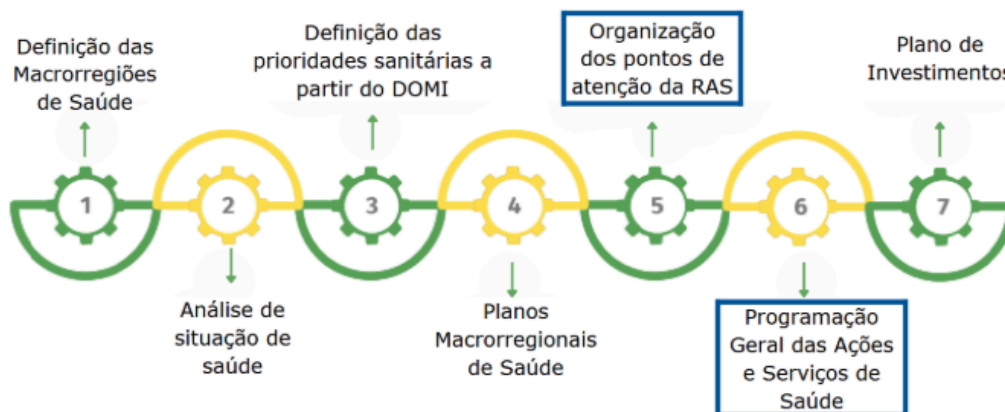 1
Definição das
Macrorregiões
de Saúde
2
Análise de
situação de
saúde
3
Definição das
prioridades sanitárias a
partir do DOMI
4
Planos
Macrorregionais
de Saúde
5
Organização
dos pontos de
atenção da RAS
6
Programação
Geral das Ações
e Serviços de
Saúde
7
Plano de
Investimentos